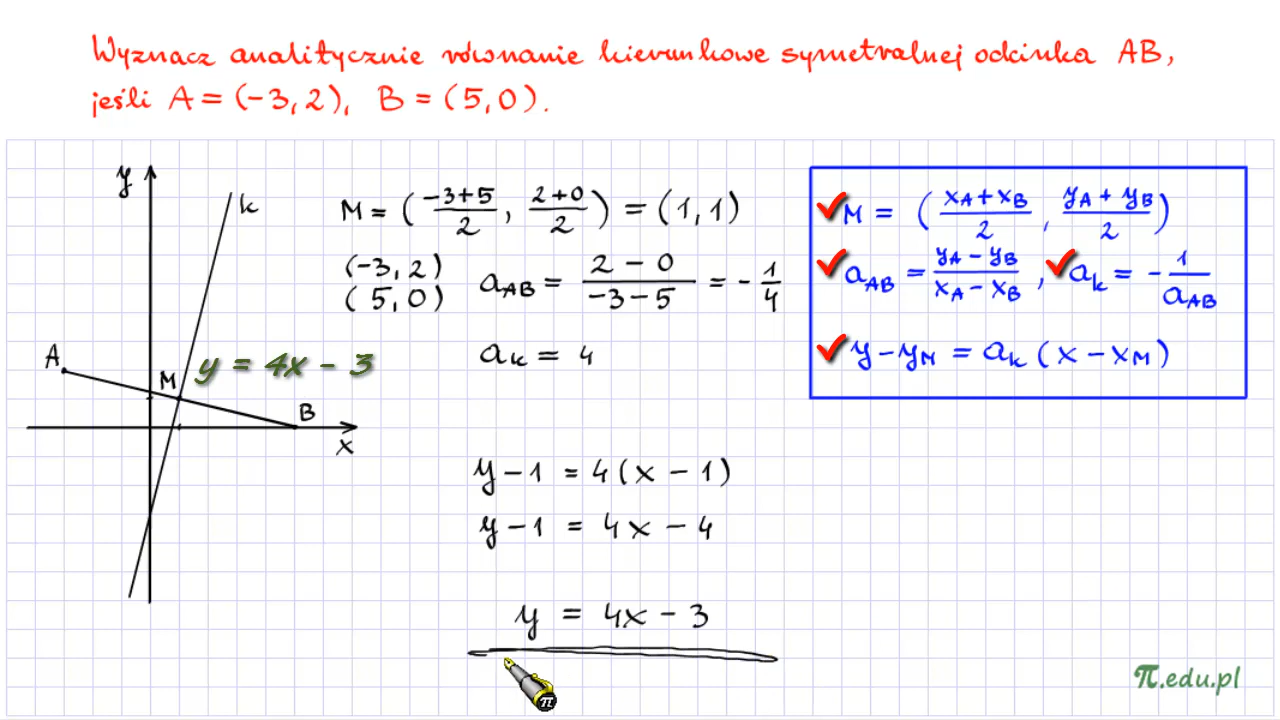 Wyznacz analitycznie równanie kierunkowe symetralnej odcinka AB,
jeśli A = (-3, 2), B = (5, 0).
y
k
A
M
y = 4x - 3
B
x
M = ( (-3+5)/2 , (2+0)/2 ) = (1, 1)
(-3, 2)
(5, 0)
a_AB = (2 - 0)/(-3 - 5) = - 1/4
a_k = 4
y - 1 = 4(x - 1)
y - 1 = 4x - 4
y = 4x - 3
✓ M = ( (x_A + x_B)/2 , (y_A + y_B)/2 )
✓ a_AB = (y_A - y_B)/(x_A - x_B) , ✓ a_k = - 1/a_AB
✓ y - y_M = a_k (x - x_M)
π
π.edu.pl